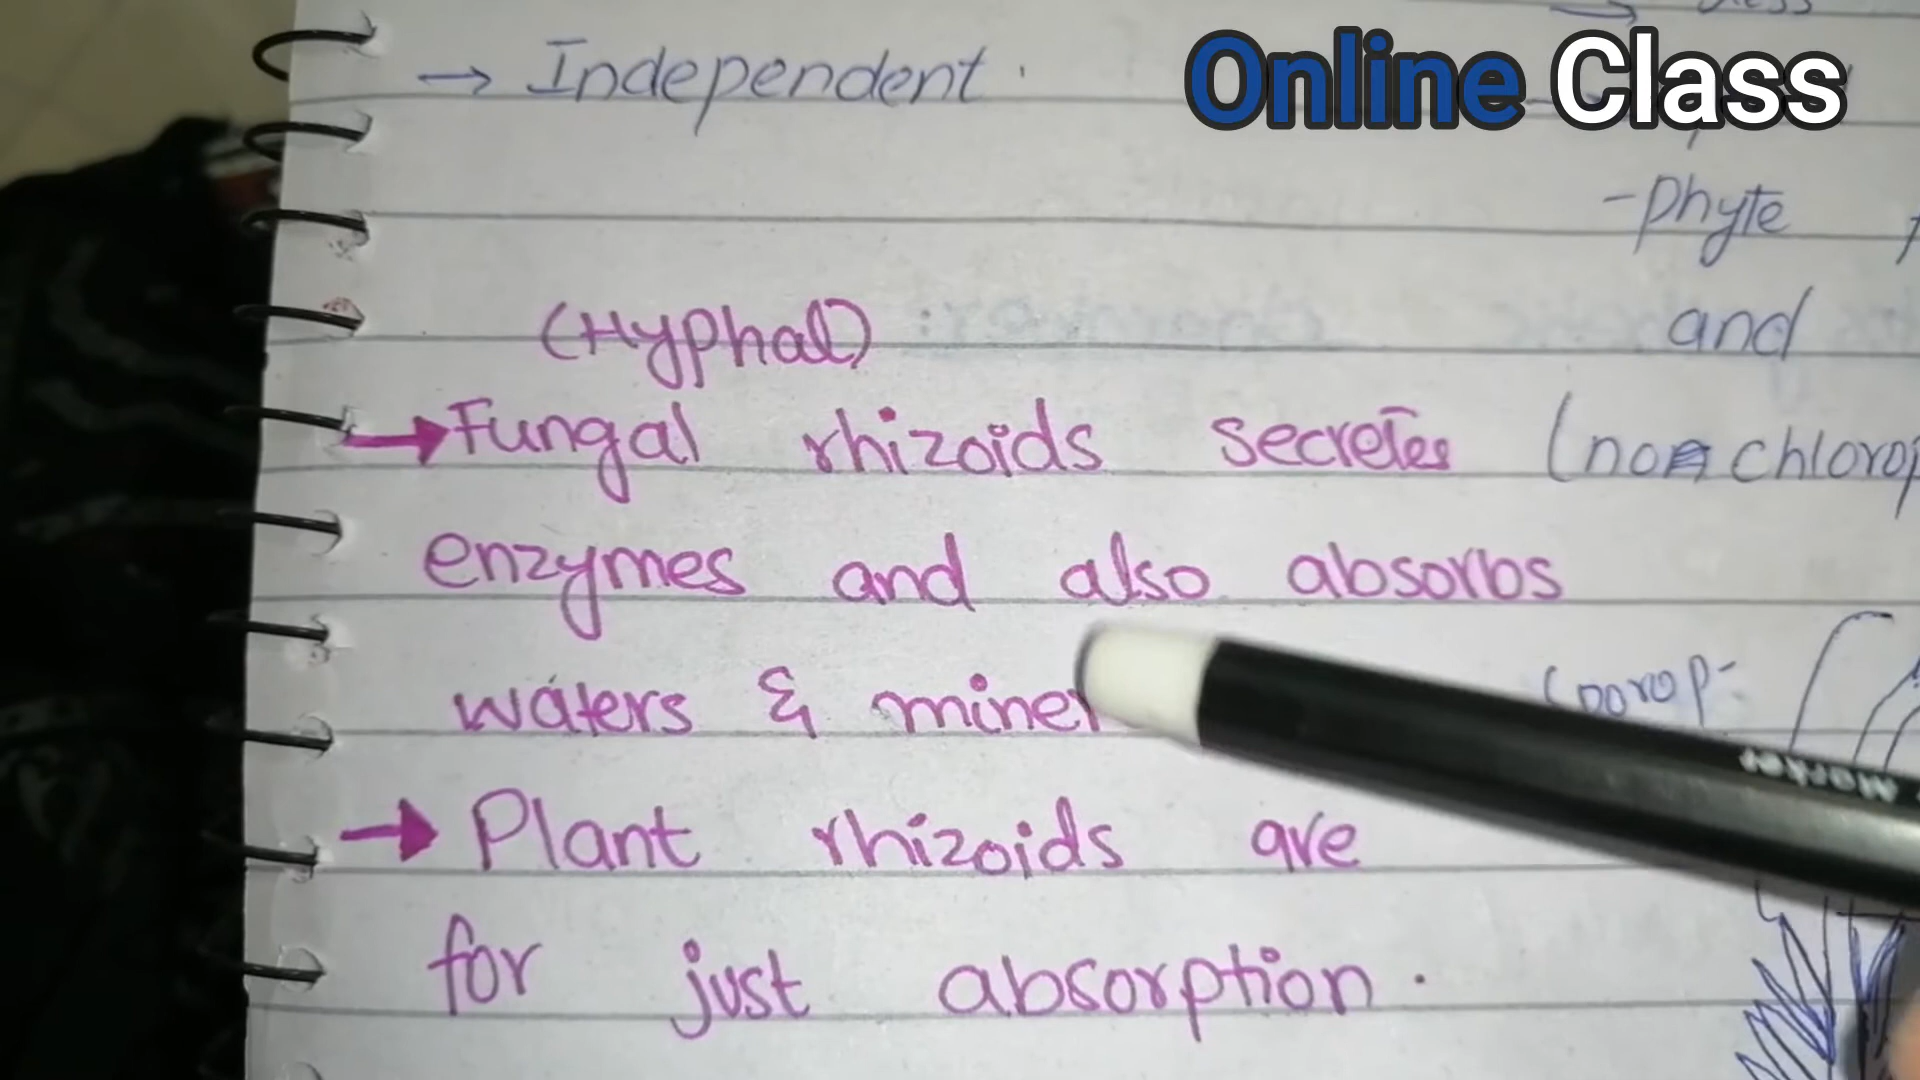 Online Class
→ Independent.
-phyte
and
(Hyphal)
→ Fungal rhizoids secretes
(non chlorop
enzymes and also absorbs
waters & miner
→ Plant rhizoids are
for just absorption.
Marker